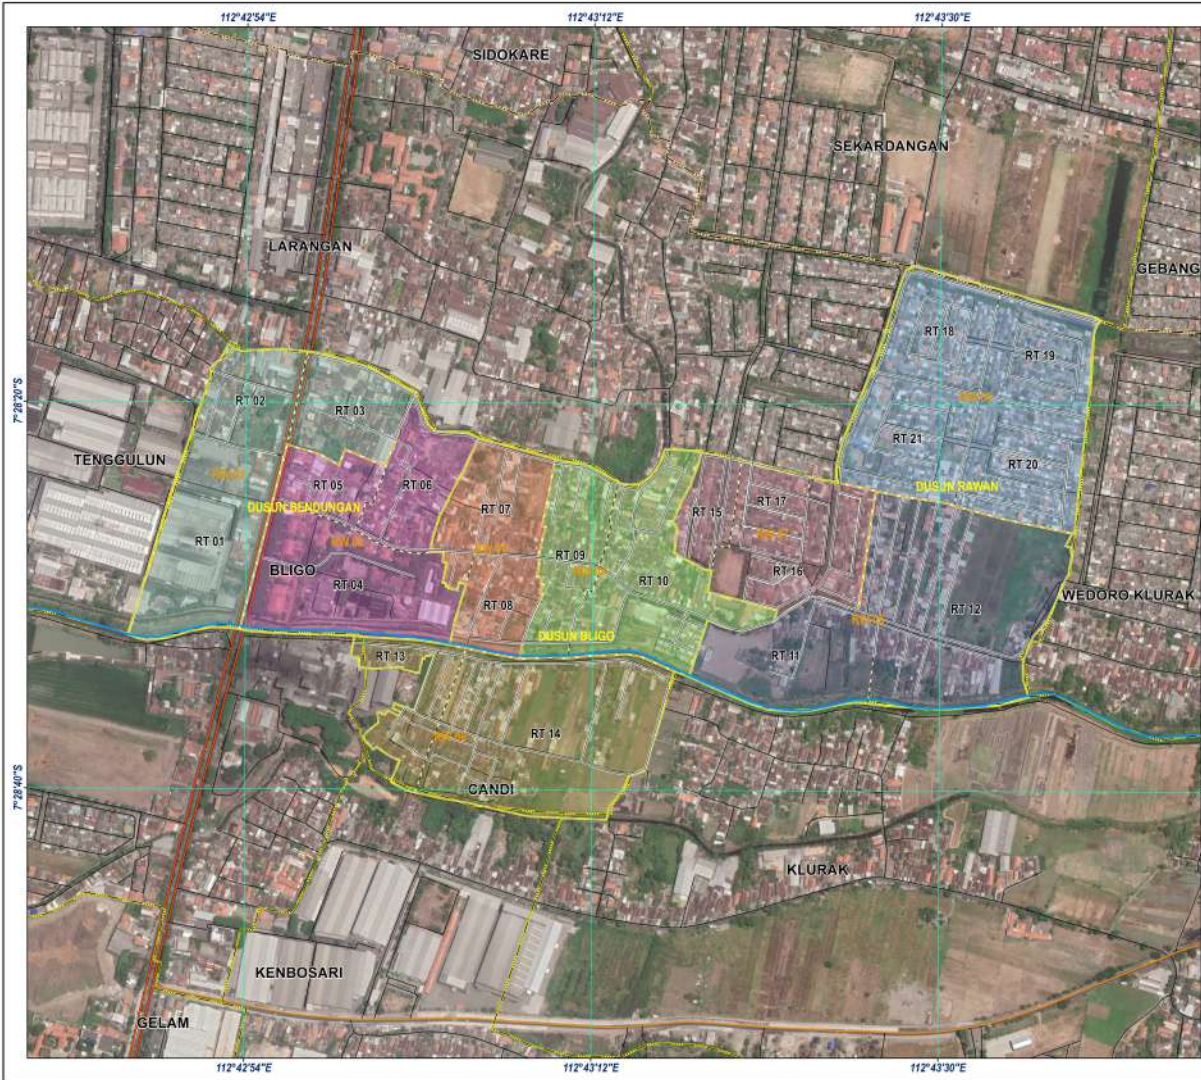 112°42'54"E
112°43'12"E
112°43'30"E
SIDOKARE
SEKARDANGAN
LARANGAN
GEBANG
RT 18
RT 19
7°28'20"S
RT 02
RT 03
RT 21
RT 20
TENGGULUN
RT 05
RT 06
DUSUN RAWAN
DUSUN BENDUNGAN
RT 07
RT 15
RT 17
RT 01
RT 09
BLIGO
RT 04
RT 10
RT 16
WEDORO KLURAK
RT 08
RT 12
DUSUN BLIGO
RT 13
RT 11
RT 14
7°28'40"S
CANDI
KLURAK
KENBOSARI
GELAM
112°42'54"E
112°43'12"E
112°43'30"E